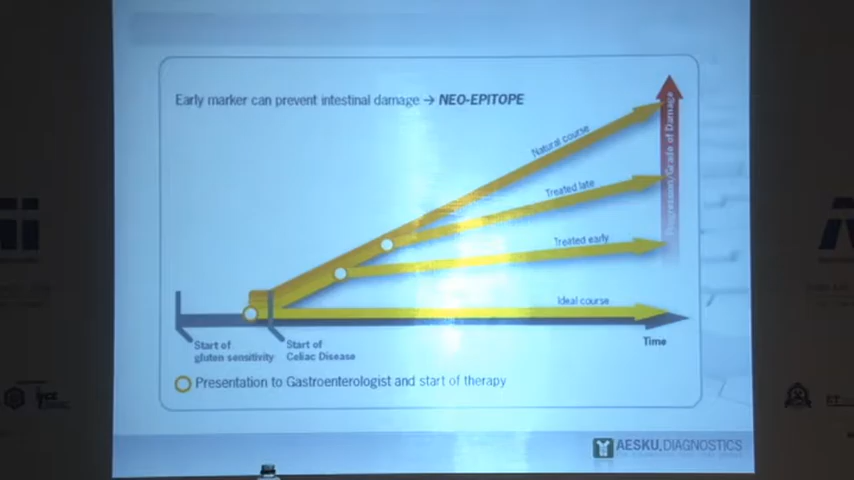 Early marker can prevent intestinal damage → NEO-EPITOPE
Natural course
Treated late
Treated early
Ideal course
Progression/Grade of Damage
Start of
gluten sensitivity
Start of
Celiac Disease
Time
Presentation to Gastroenterologist and start of therapy
AESKU.DIAGNOSTICS